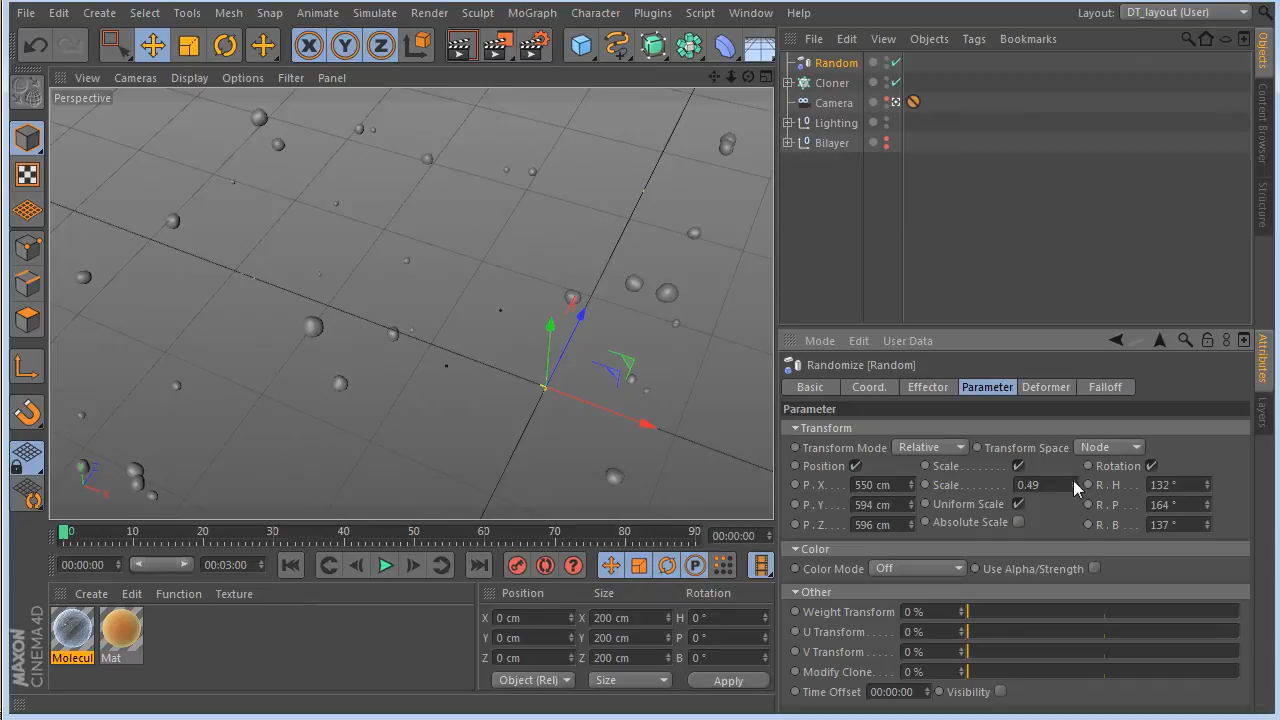 File Edit Create Select Tools Mesh Snap Animate Simulate Render Sculpt MoGraph Character Plugins Script Window Help Layout: DT_layout (User)
File Edit View Objects Tags Bookmarks
View Cameras Display Options Filter Panel
Perspective
Random
Cloner
Camera
Lighting
Bilayer
Objects
Content Browser
Structure
Mode Edit User Data
Randomize [Random]
Basic Coord. Effector Parameter Deformer Falloff
Parameter
Transform
Transform Mode Relative Transform Space Node
Position Scale........ Rotation
P . X.... 550 cm Scale........ 0.49 R . H ... 132 °
P . Y.... 594 cm Uniform Scale R . P ... 164 °
P . Z.... 596 cm Absolute Scale R . B ... 137 °
Color
Color Mode Off Use Alpha/Strength
Other
Weight Transform 0 %
U Transform..... 0 %
V Transform..... 0 %
Modify Clone.... 0 %
Time Offset 00:00:00 Visibility
Attributes
Layers
X Y Z
0 10 20 30 40 50 60 70 80 90 00:00:00
00:00:00 00:03:00
P
Create Edit Function Texture
Molecul Mat
Position Size Rotation
X 0 cm X 200 cm H 0 °
Y 0 cm Y 200 cm P 0 °
Z 0 cm Z 200 cm B 0 °
Object (Rel) Size Apply
MAXON
CINEMA 4D